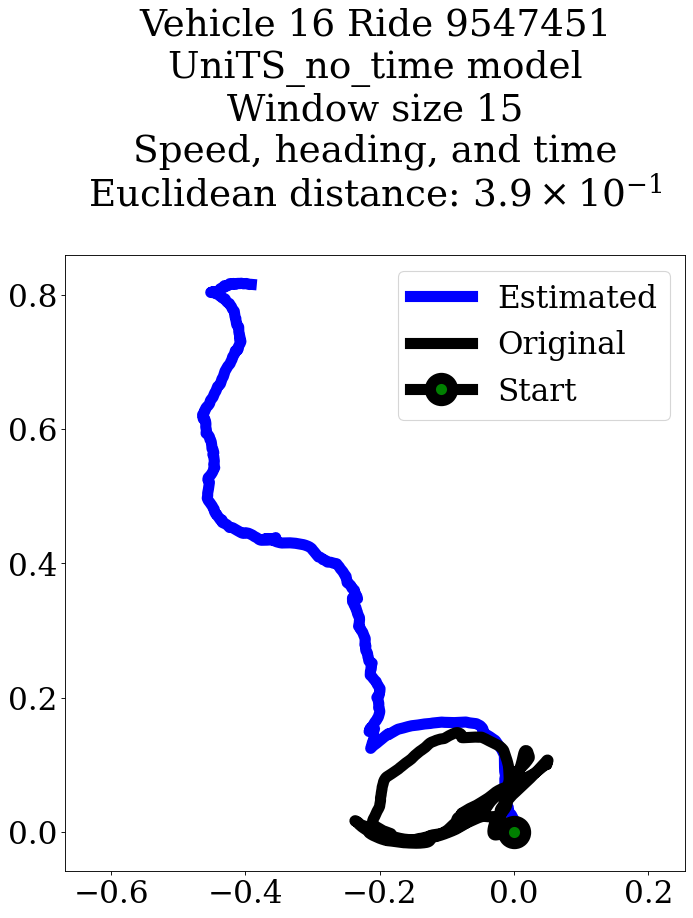 Vehicle 16 Ride 9547451
UniTS_no_time model
Window size 15
Speed, heading, and time
Euclidean distance: 3.9 × 10⁻¹
Estimated
Original
Start
0.8
0.6
0.4
0.2
0.0
−0.6
−0.4
−0.2
0.0
0.2